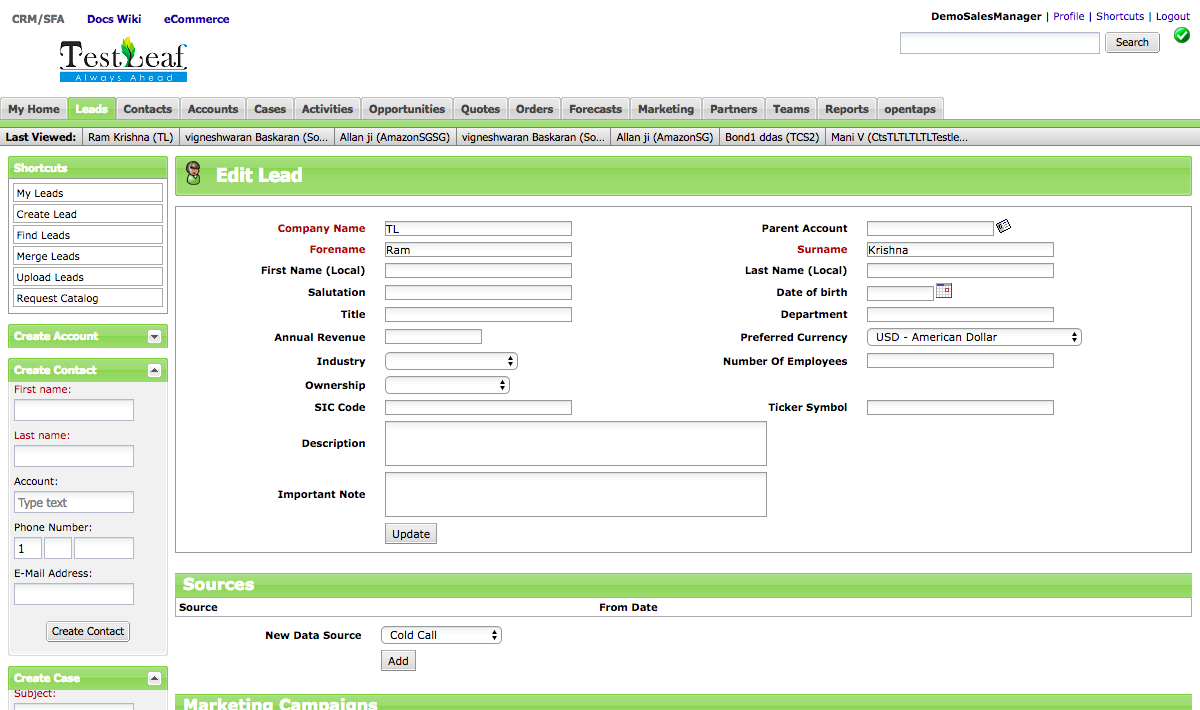 CRM/SFA Docs Wiki eCommerce
DemoSalesManager | Profile | Shortcuts | Logout
TestLeaf
Always Ahead
Search
My Home Leads Contacts Accounts Cases Activities Opportunities Quotes Orders Forecasts Marketing Partners Teams Reports opentaps
Last Viewed: Ram Krishna (TL) vigneshwaran Baskaran (So... Allan ji (AmazonSGSG) vigneshwaran Baskaran (So... Allan ji (AmazonSG) Bond1 ddas (TCS2) Mani V (CtsTLTLTLTLTestle...
Shortcuts
My Leads
Create Lead
Find Leads
Merge Leads
Upload Leads
Request Catalog
Create Account
Create Contact
First name:
Last name:
Account:
Type text
Phone Number:
1
E-Mail Address:
Create Contact
Create Case
Subject:
Edit Lead
Company Name TL Parent Account
Forename Ram Surname Krishna
First Name (Local) Last Name (Local)
Salutation Date of birth
Title Department
Annual Revenue Preferred Currency USD - American Dollar
Industry Number Of Employees
Ownership
SIC Code Ticker Symbol
Description
Important Note
Update
Sources
Source From Date
New Data Source Cold Call
Add
Marketing Campaigns